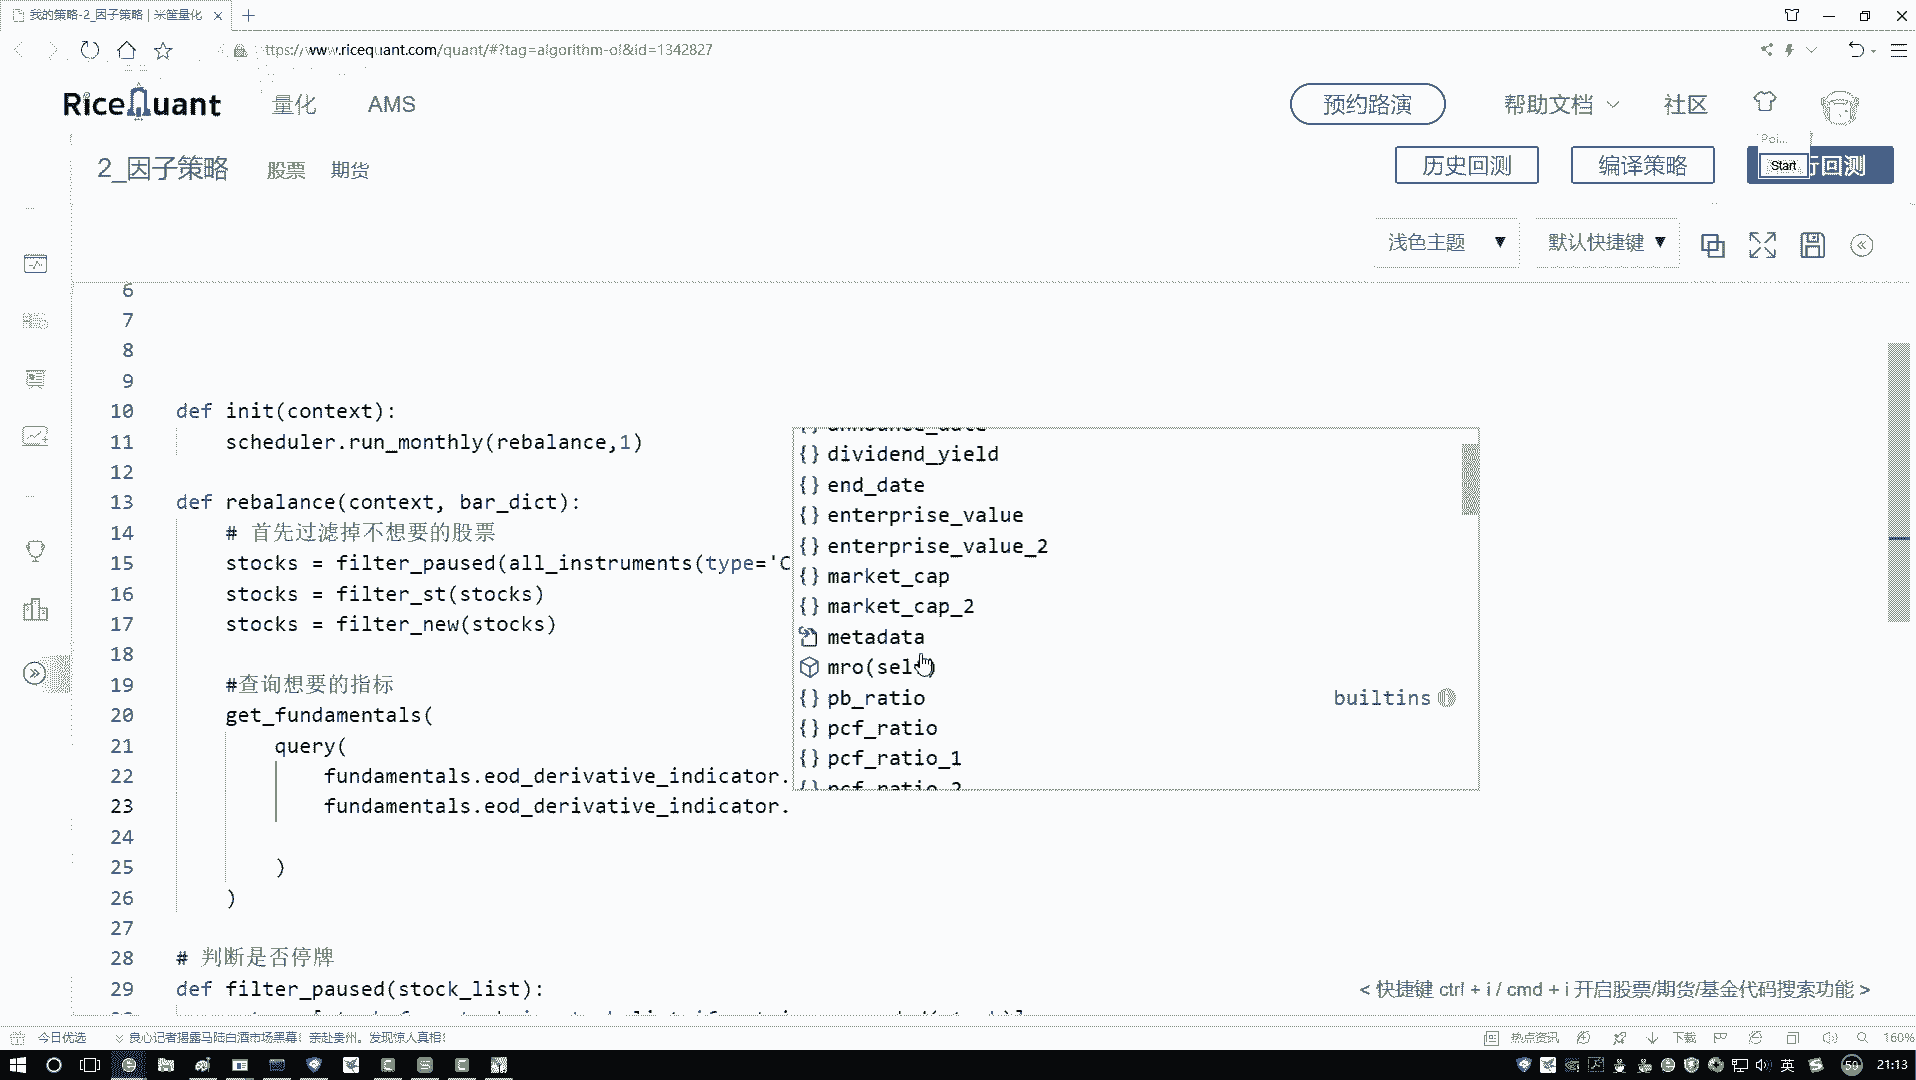 我的策略-2_因子策略 | 米筐量化
ttps://www.ricequant.com/quant/#?tag=algorithm-ol&id=1342827
RiceQuant 量化 AMS 预约路演 帮助文档 社区
2_因子策略 股票 期货 历史回测 编译策略 Start 行回测
Poi...
浅色主题 ▼ 默认快捷键 ▼
6
7
8
9
10 def init(context):
11 scheduler.run_monthly(rebalance,1)
12
13 def rebalance(context, bar_dict):
14 # 首先过滤掉不想要的股票
15 stocks = filter_paused(all_instruments(type='C
16 stocks = filter_st(stocks)
17 stocks = filter_new(stocks)
18
19 #查询想要的指标
20 get_fundamentals(
21 query(
22 fundamentals.eod_derivative_indicator.
23 fundamentals.eod_derivative_indicator.
24
25 )
26 )
27
28 # 判断是否停牌
29 def filter_paused(stock_list):
{} dividend_yield
{} end_date
{} enterprise_value
{} enterprise_value_2
{} market_cap
{} market_cap_2
metadata
mro(self)
{} pb_ratio builtins
{} pcf_ratio
{} pcf_ratio_1
{} pcf_ratio_2
< 快捷键 ctrl + i / cmd + i 开启股票/期货/基金代码搜索功能 >
今日优选 良心记者揭露马陆白酒市场黑幕! 亲赴贵州。发现惊人真相! 热点资讯 下载 160%
英 59 21:13